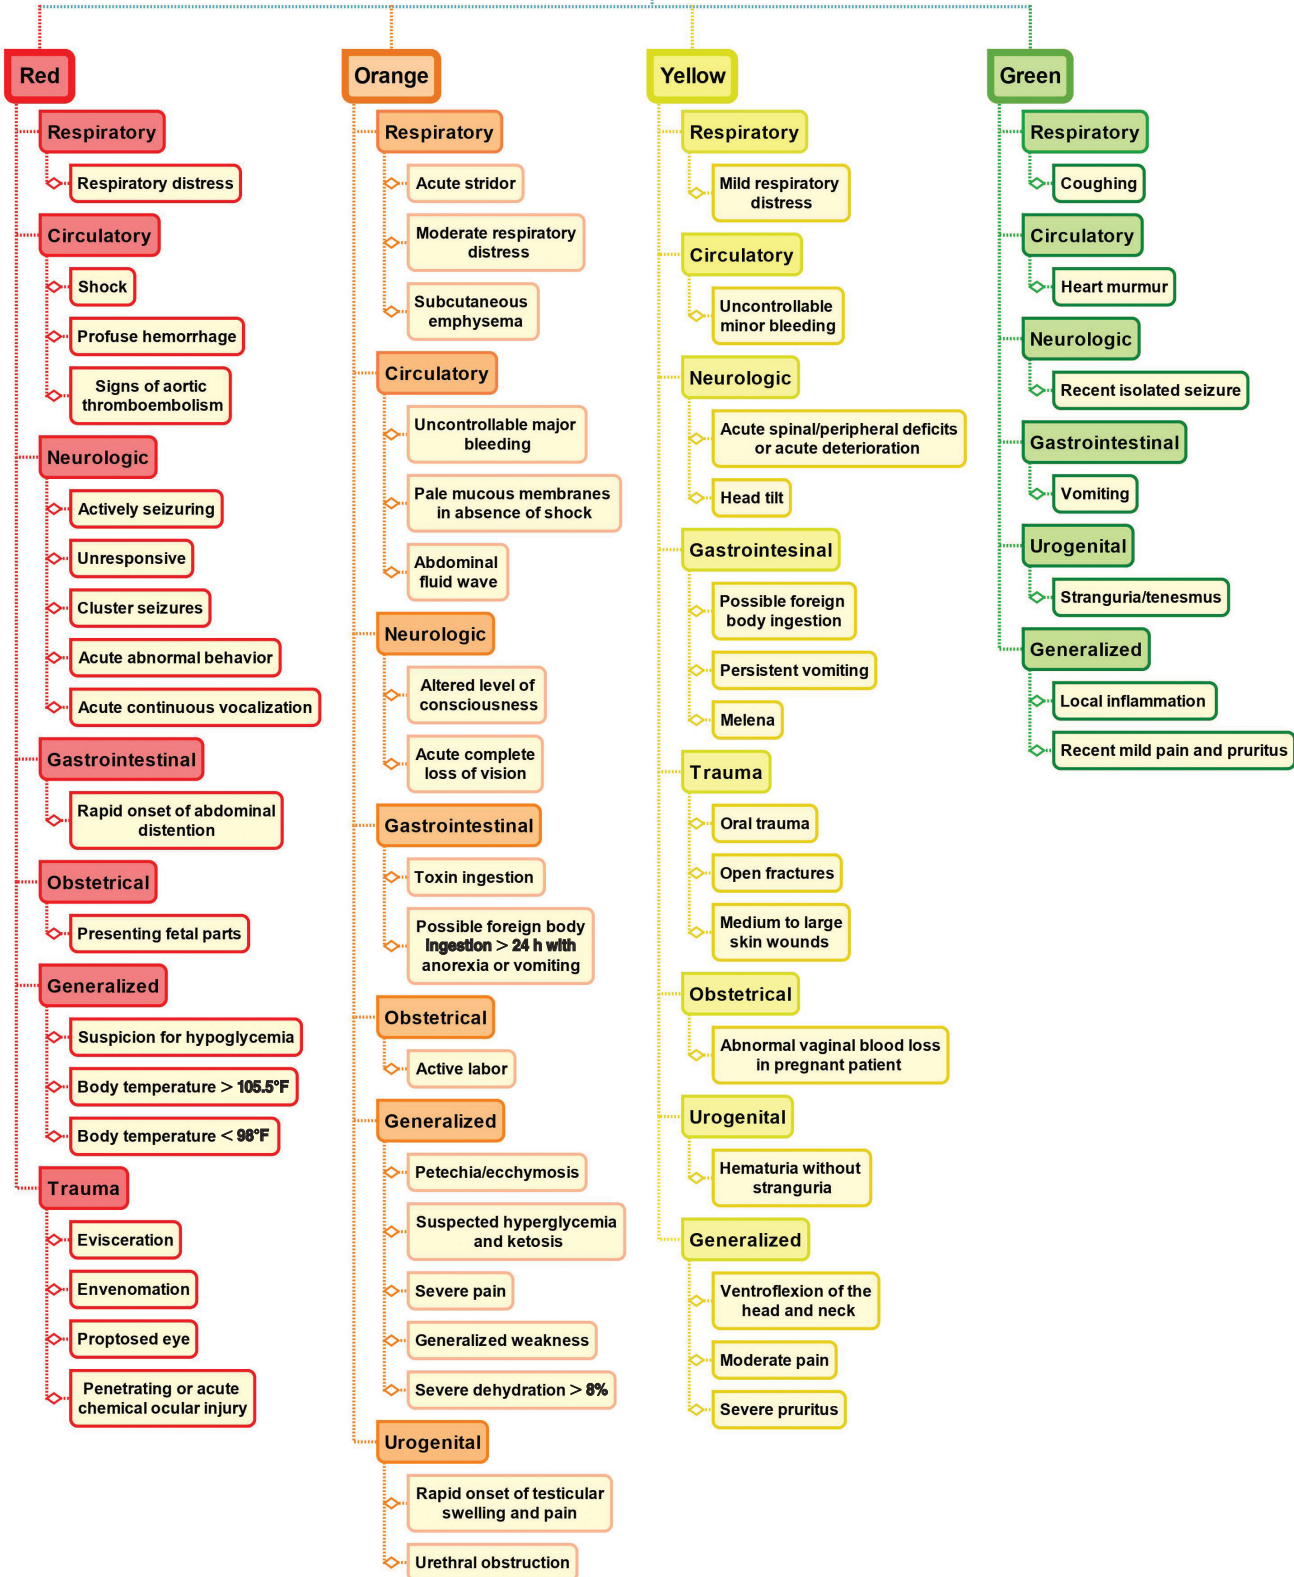 Red
Respiratory
Respiratory distress
Circulatory
Shock
Profuse hemorrhage
Signs of aortic
thromboembolism
Neurologic
Actively seizuring
Unresponsive
Cluster seizures
Acute abnormal behavior
Acute continuous vocalization
Gastrointestinal
Rapid onset of abdominal
distention
Obstetrical
Presenting fetal parts
Generalized
Suspicion for hypoglycemia
Body temperature > 105.5°F
Body temperature < 98°F
Trauma
Evisceration
Envenomation
Proptosed eye
Penetrating or acute
chemical ocular injury
Orange
Respiratory
Acute stridor
Moderate respiratory
distress
Subcutaneous
emphysema
Circulatory
Uncontrollable major
bleeding
Pale mucous membranes
in absence of shock
Abdominal
fluid wave
Neurologic
Altered level of
consciousness
Acute complete
loss of vision
Gastrointestinal
Toxin ingestion
Possible foreign body
ingestion > 24 h with
anorexia or vomiting
Obstetrical
Active labor
Generalized
Petechia/ecchymosis
Suspected hyperglycemia
and ketosis
Severe pain
Generalized weakness
Severe dehydration > 8%
Urogenital
Rapid onset of testicular
swelling and pain
Urethral obstruction
Yellow
Respiratory
Mild respiratory
distress
Circulatory
Uncontrollable
minor bleeding
Neurologic
Acute spinal/peripheral deficits
or acute deterioration
Head tilt
Gastrointesinal
Possible foreign
body ingestion
Persistent vomiting
Melena
Trauma
Oral trauma
Open fractures
Medium to large
skin wounds
Obstetrical
Abnormal vaginal blood loss
in pregnant patient
Urogenital
Hematuria without
stranguria
Generalized
Ventroflexion of the
head and neck
Moderate pain
Severe pruritus
Green
Respiratory
Coughing
Circulatory
Heart murmur
Neurologic
Recent isolated seizure
Gastrointestinal
Vomiting
Urogenital
Stranguria/tenesmus
Generalized
Local inflammation
Recent mild pain and pruritus